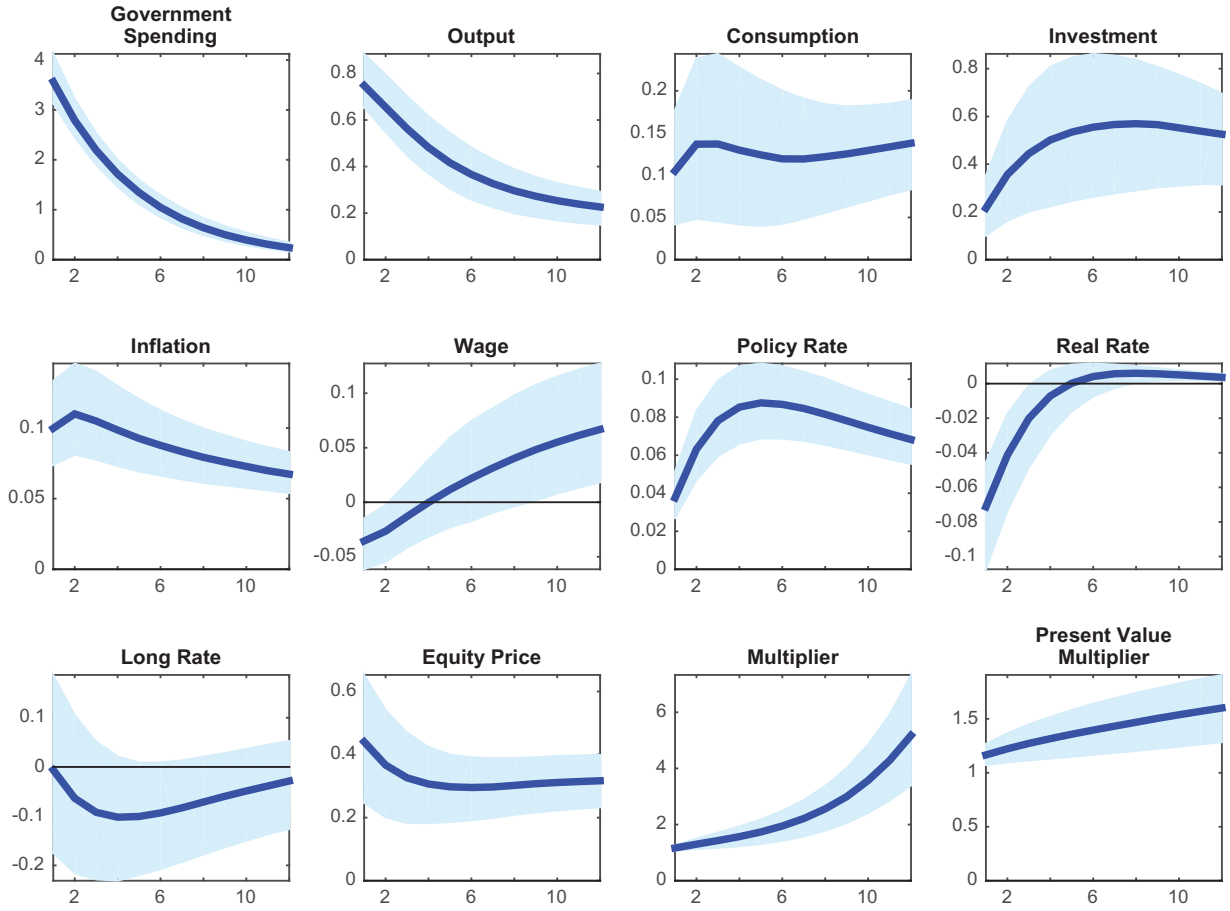 Government
Spending
Output
Consumption
Investment
4
3
2
1
0
2 6 10
0.8
0.6
0.4
0.2
0
2 6 10
0.2
0.15
0.1
0.05
0
2 6 10
0.8
0.6
0.4
0.2
0
2 6 10
Inflation
Wage
Policy Rate
Real Rate
0.1
0.05
0
2 6 10
0.1
0.05
0
-0.05
2 6 10
0.1
0.08
0.06
0.04
0.02
0
2 6 10
0
-0.02
-0.04
-0.06
-0.08
-0.1
2 6 10
Long Rate
Equity Price
Multiplier
Present Value
Multiplier
0.1
0
-0.1
-0.2
2 6 10
0.6
0.4
0.2
0
2 6 10
6
4
2
0
2 6 10
1.5
1
0.5
0
2 6 10